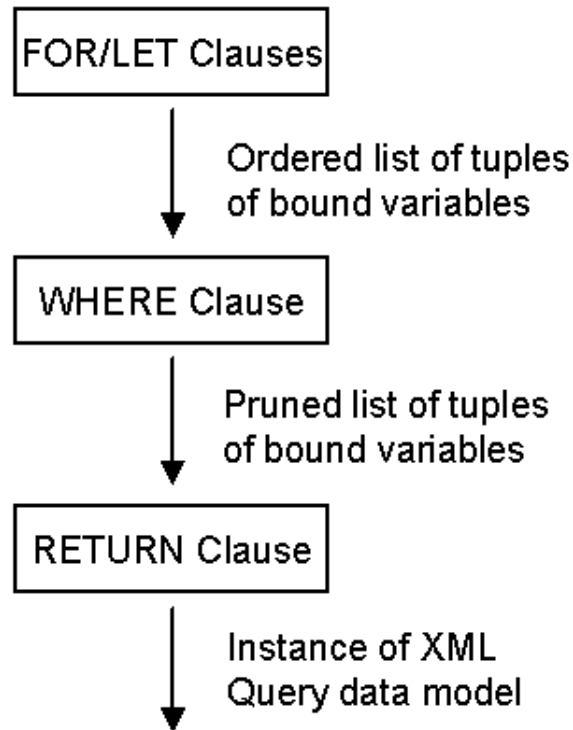 FOR/LET Clauses
Ordered list of tuples
of bound variables
WHERE Clause
Pruned list of tuples
of bound variables
RETURN Clause
Instance of XML
Query data model